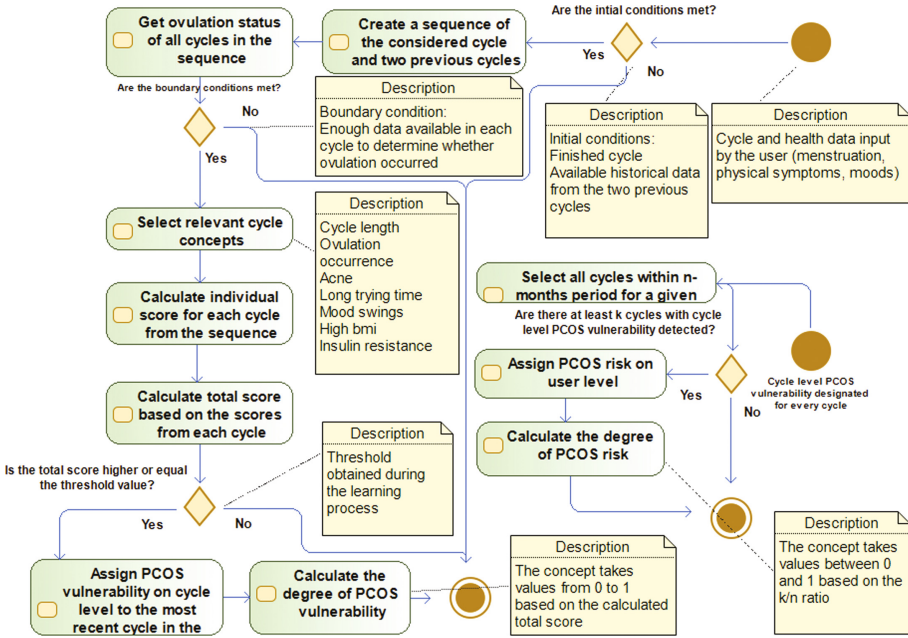 Are the intial conditions met?
Get ovulation status
of all cycles in the
sequence
Create a sequence of
the considered cycle
and two previous cycles
Yes
No
Are the boundary conditions met?
No
Yes
Description
Boundary condition:
Enough data available in each
cycle to determine whether
ovulation occurred
Description
Initial conditions:
Finished cycle
Available historical data
from the two previous
cycles
Description
Cycle and health data input
by the user (menstruation,
physical symptoms, moods)
Select relevant cycle
concepts
Description
Cycle length
Ovulation
occurrence
Acne
Long trying time
Mood swings
High bmi
Insulin resistance
Calculate individual
score for each cycle
from the sequence
Calculate total score
based on the scores
from each cycle
Select all cycles within n-
months period for a given
Are there at least k cycles with cycle
level PCOS vulnerability detected?
Assign PCOS risk on
user level
Yes
No
Cycle level PCOS
vulnerability designated
for every cycle
Calculate the degree
of PCOS risk
Is the total score higher or equal
the threshold value?
Yes
No
Description
Threshold
obtained during
the learning
process
Assign PCOS
vulnerability on cycle
level to the most
recent cycle in the
Calculate the
degree of PCOS
vulnerability
Description
The concept takes
values from 0 to 1
based on the calculated
total score
Description
The concept takes
values between 0
and 1 based on the
k/n ratio